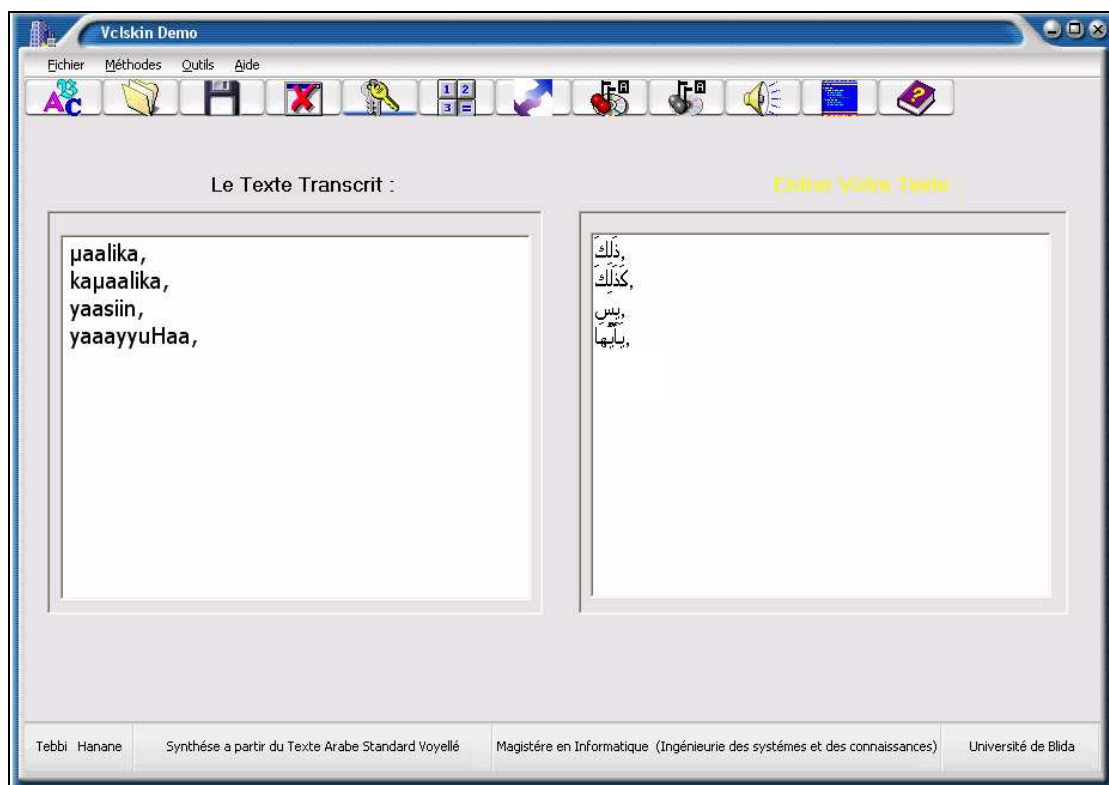 Vclskin Demo
Fichier Méthodes Outils Aide
Le Texte Transcrit :
Entrer Vôtre Texte
µaalika,
kaµaalika,
yaasiin,
yaaayyuHaa,
ذَلِكَ,
كَذَلِكَ,
يس,
يَأَيُّهَا,
Tebbi Hanane
Synthése a partir du Texte Arabe Standard Voyellé
Magistére en Informatique (Ingénieurie des systémes et des connaissances)
Université de Blida